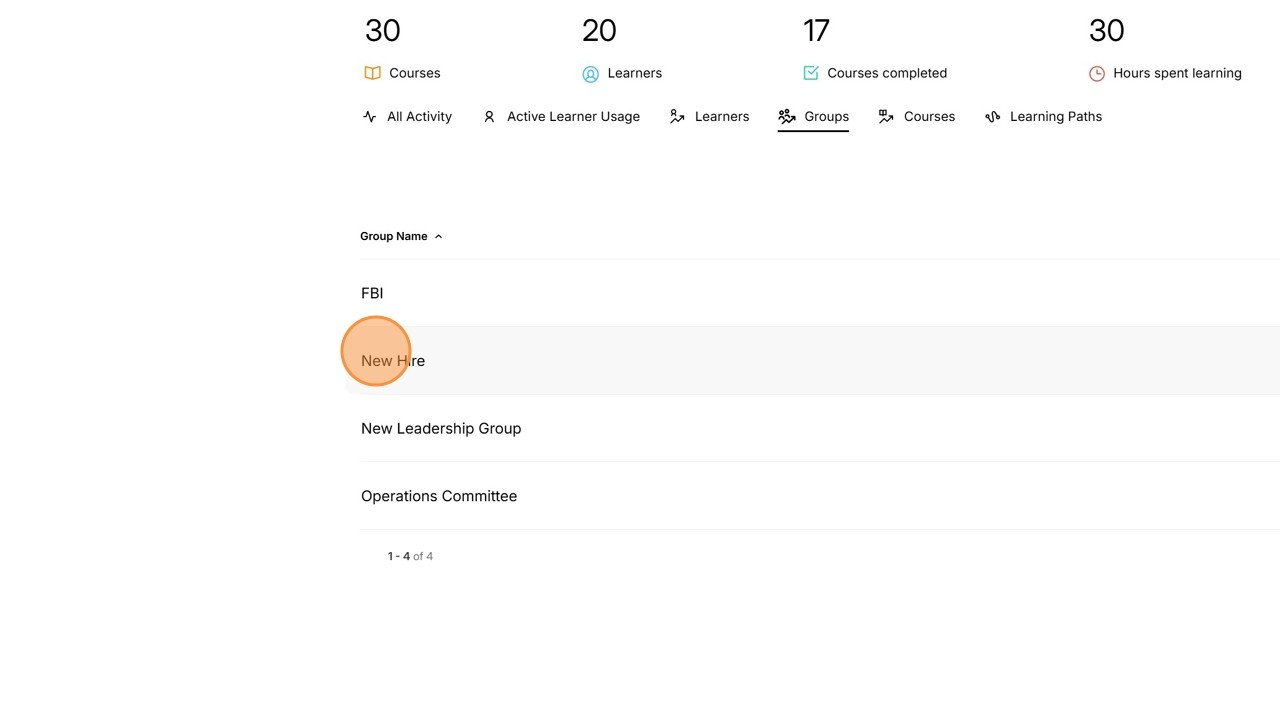 30 20 17 30
Courses Learners Courses completed Hours spent learning
All Activity Active Learner Usage Learners Groups Courses Learning Paths
Group Name
FBI
New Hire
New Leadership Group
Operations Committee
1 - 4 of 4